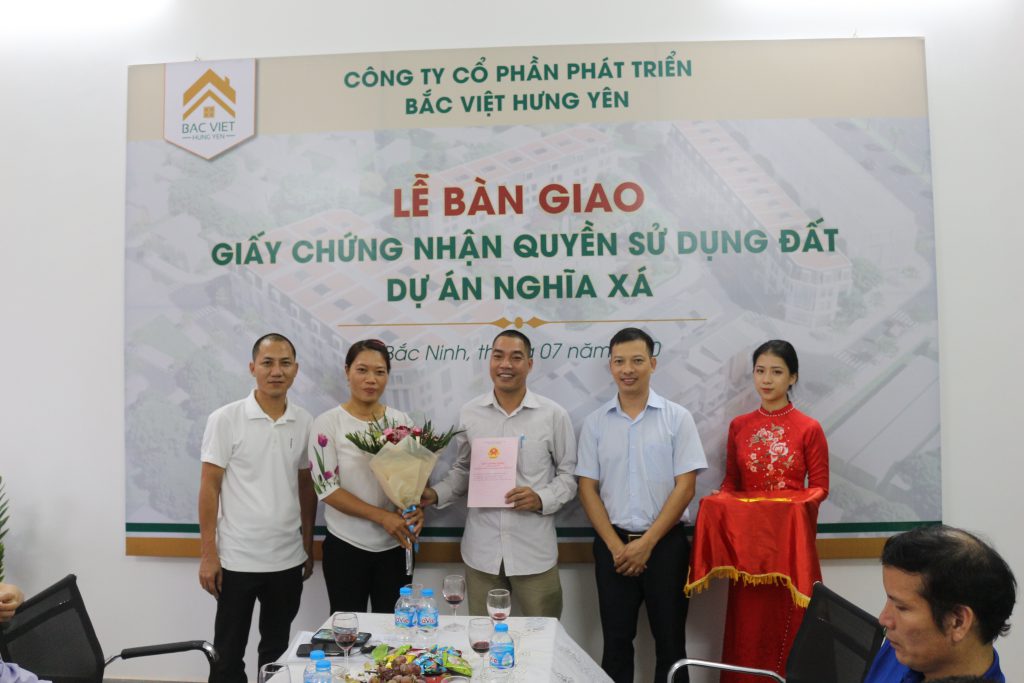 BAC VIET
HUNG YEN
CÔNG TY CỔ PHẦN PHÁT TRIỂN
BẮC VIỆT HƯNG YÊN
LỄ BÀN GIAO
GIẤY CHỨNG NHẬN QUYỀN SỬ DỤNG ĐẤT
DỰ ÁN NGHĨA XÁ
Bắc Ninh, 07